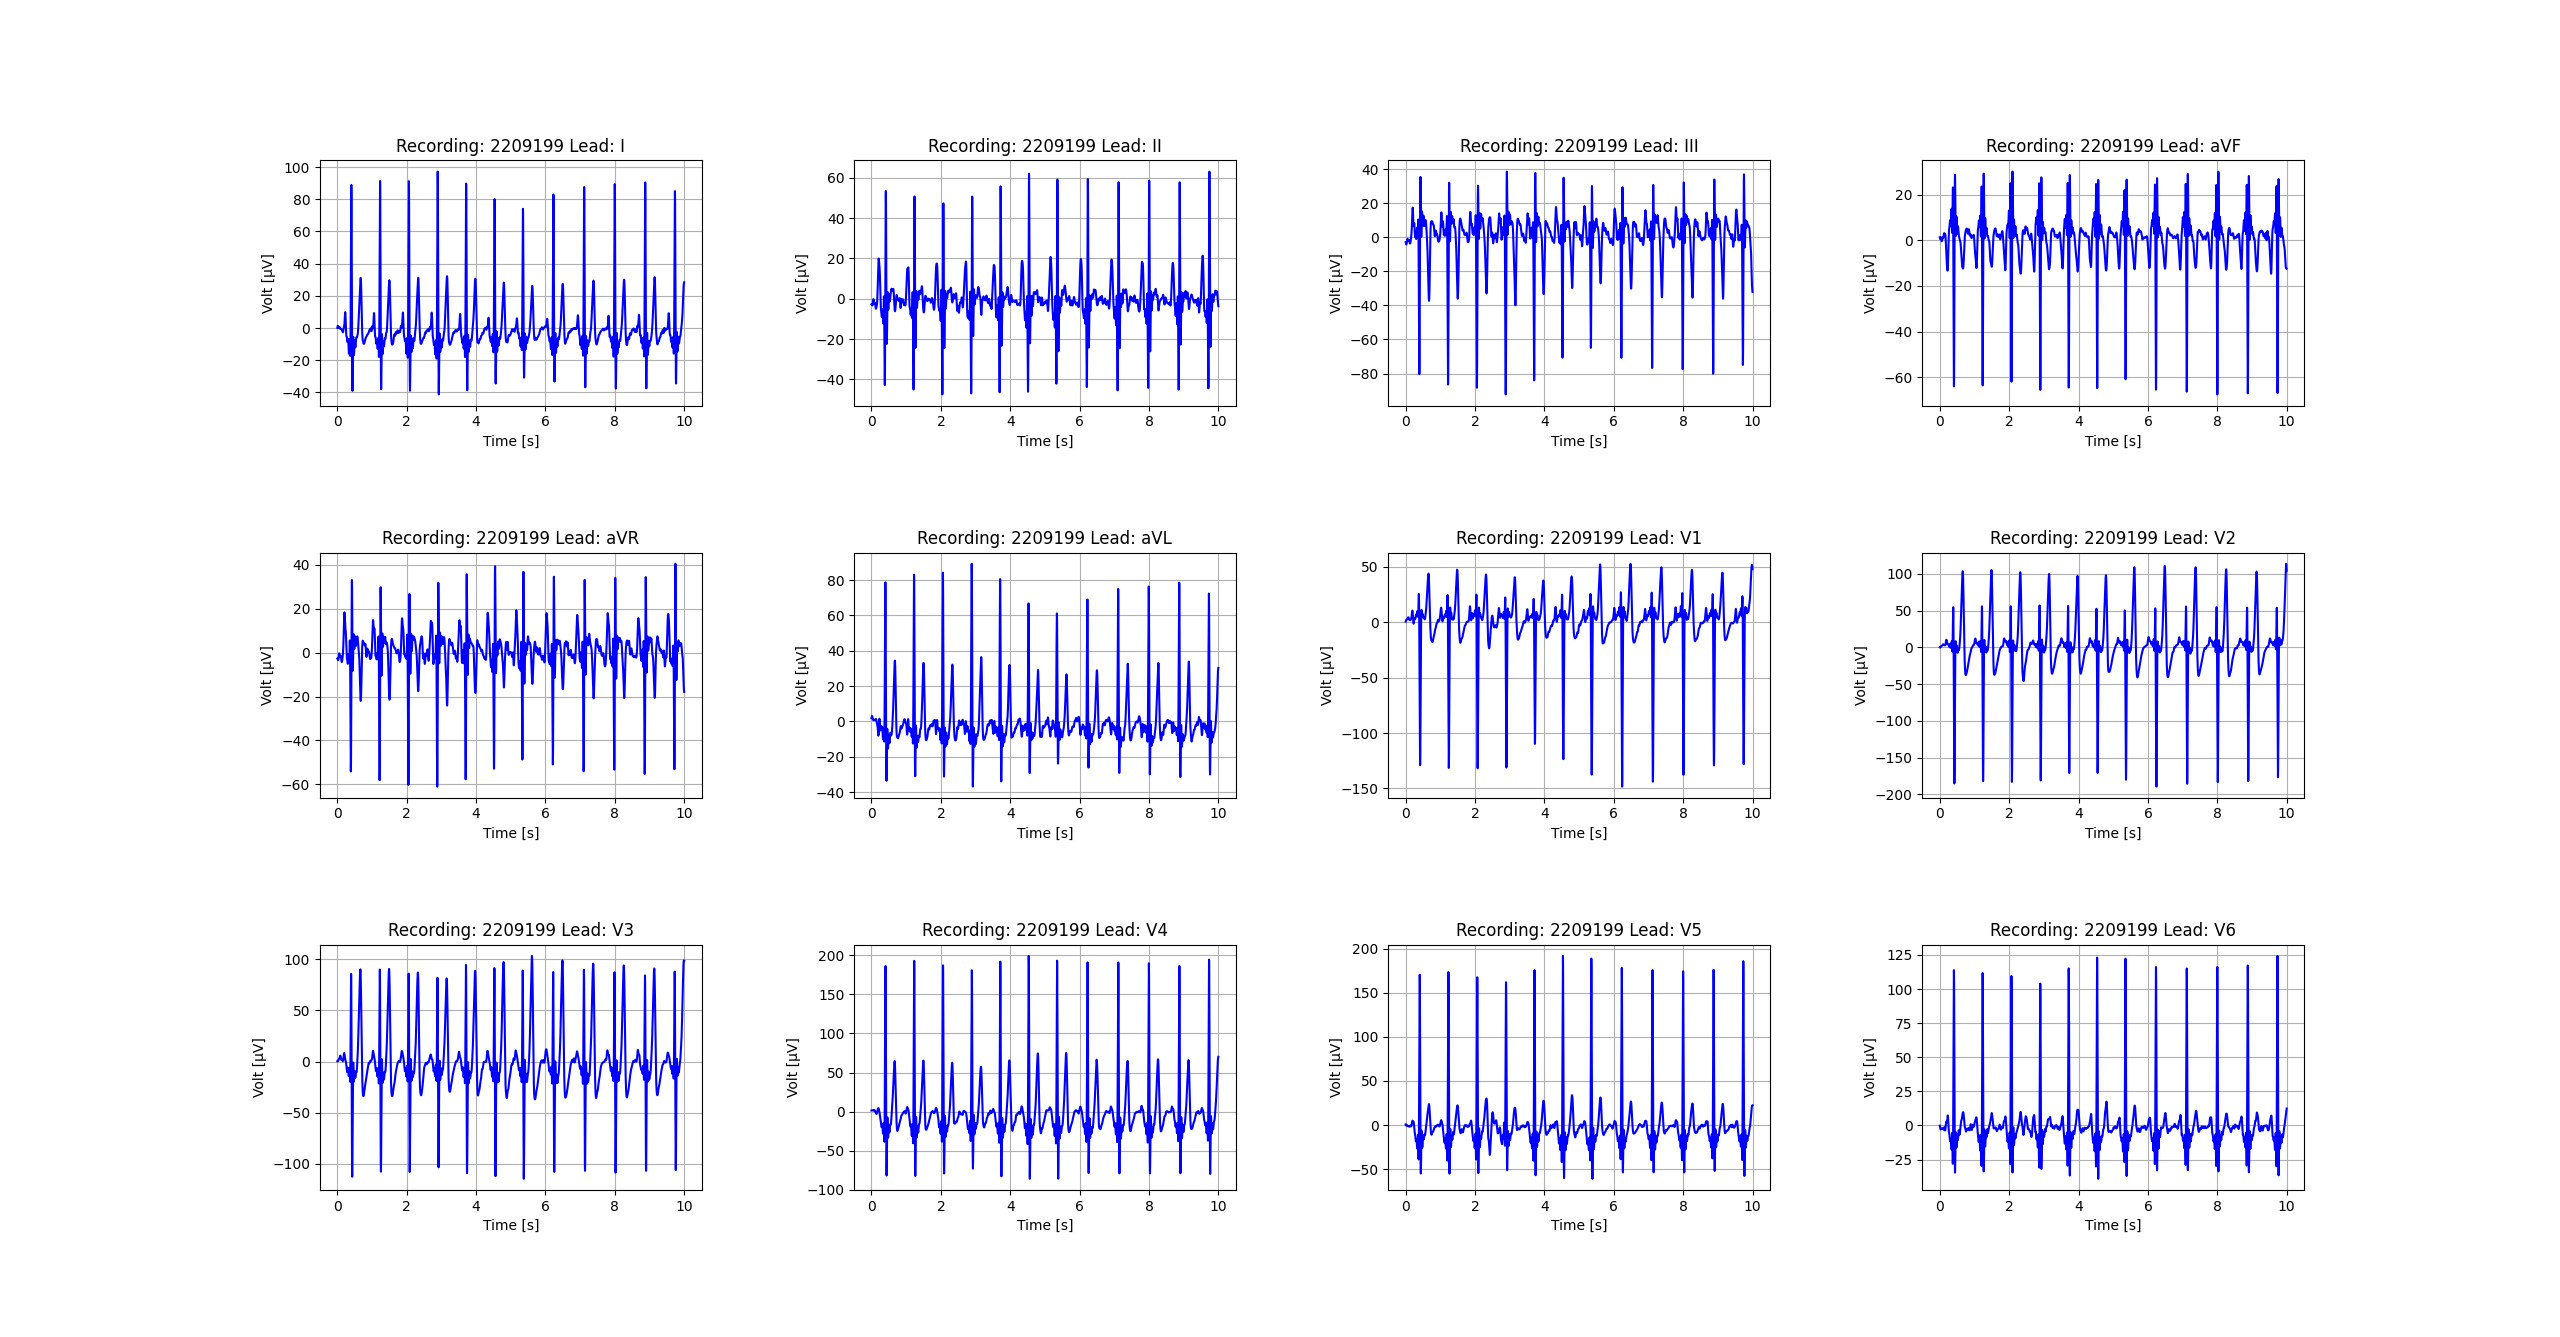 Recording: 2209199 Lead: I
100
80
60
40
20
0
−20
−40
Volt [µV]
0 2 4 6 8 10
Time [s]
Recording: 2209199 Lead: II
60
40
20
0
−20
−40
Volt [µV]
0 2 4 6 8 10
Time [s]
Recording: 2209199 Lead: III
40
20
0
−20
−40
−60
−80
Volt [µV]
0 2 4 6 8 10
Time [s]
Recording: 2209199 Lead: aVF
20
0
−20
−40
−60
Volt [µV]
0 2 4 6 8 10
Time [s]
Recording: 2209199 Lead: aVR
40
20
0
−20
−40
−60
Volt [µV]
0 2 4 6 8 10
Time [s]
Recording: 2209199 Lead: aVL
80
60
40
20
0
−20
−40
Volt [µV]
0 2 4 6 8 10
Time [s]
Recording: 2209199 Lead: V1
50
0
−50
−100
−150
Volt [µV]
0 2 4 6 8 10
Time [s]
Recording: 2209199 Lead: V2
100
50
0
−50
−100
−150
−200
Volt [µV]
0 2 4 6 8 10
Time [s]
Recording: 2209199 Lead: V3
100
50
0
−50
−100
Volt [µV]
0 2 4 6 8 10
Time [s]
Recording: 2209199 Lead: V4
200
150
100
50
0
−50
−100
Volt [µV]
0 2 4 6 8 10
Time [s]
Recording: 2209199 Lead: V5
200
150
100
50
0
−50
Volt [µV]
0 2 4 6 8 10
Time [s]
Recording: 2209199 Lead: V6
125
100
75
50
25
0
−25
Volt [µV]
0 2 4 6 8 10
Time [s]